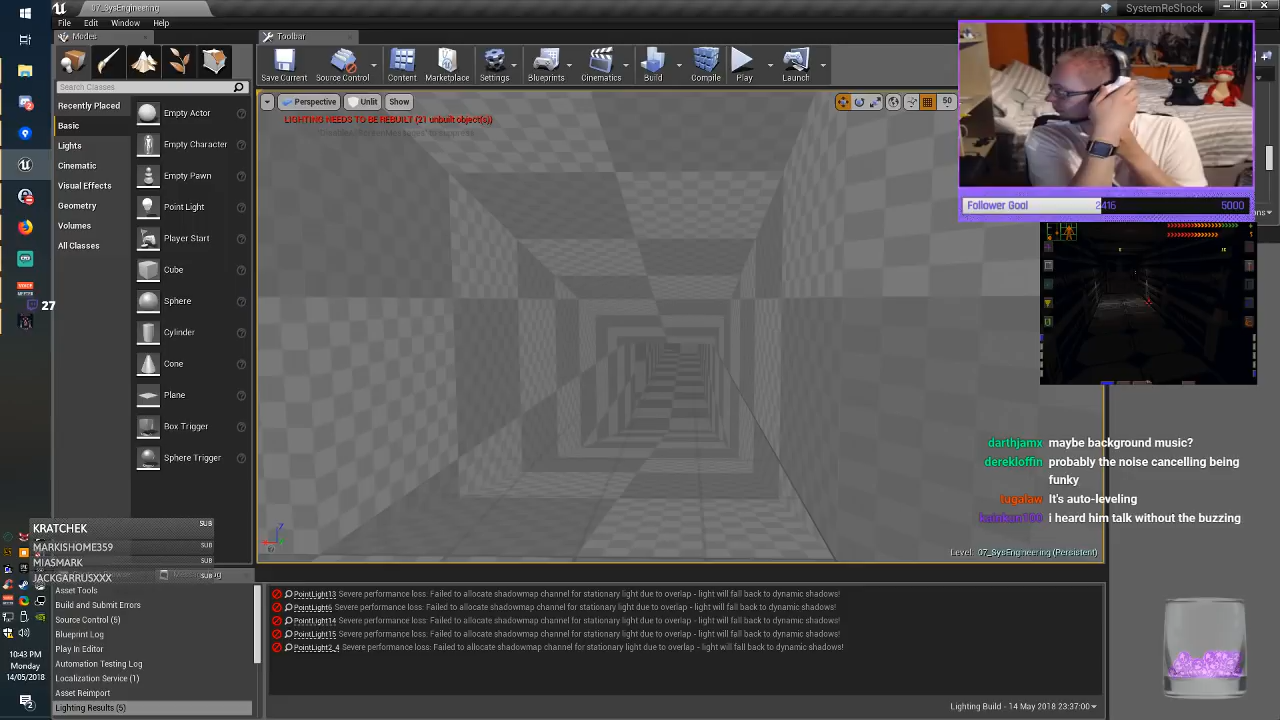 07_SysEngineering
SystemReShock
File Edit Window Help
Modes
Toolbar
Search Classes
Save Current
Source Control
Content
Marketplace
Settings
Blueprints
Cinematics
Build
Compile
Play
Launch
Recently Placed
Basic
Lights
Cinematic
Visual Effects
Geometry
Volumes
All Classes
Empty Actor
Empty Character
Empty Pawn
Point Light
Player Start
Cube
Sphere
Cylinder
Cone
Plane
Box Trigger
Sphere Trigger
Perspective
Unlit
Show
50
LIGHTING NEEDS TO BE REBUILT (21 unbuilt object(s))
'DisableAllScreenMessages' to suppress
Follower Goal 2416 5000
27
darthjamx maybe background music?
derekloffin probably the noise cancelling being
funky
lugalaw It's auto-leveling
i heard him talk without the buzzing
Level: 07_SysEngineering (Persistent)
KRATCHEK SUB
MARKISHOME359 SUB
MIASMARK SUB
JACKGARRUSXXX SUB
Asset Tools
Build and Submit Errors
Source Control (5)
Blueprint Log
Play In Editor
Automation Testing Log
Localization Service (1)
Asset Reimport
Lighting Results (5)
PointLight13 Severe performance loss: Failed to allocate shadowmap channel for stationary light due to overlap - light will fall back to dynamic shadows!
PointLight6 Severe performance loss: Failed to allocate shadowmap channel for stationary light due to overlap - light will fall back to dynamic shadows!
PointLight14 Severe performance loss: Failed to allocate shadowmap channel for stationary light due to overlap - light will fall back to dynamic shadows!
PointLight15 Severe performance loss: Failed to allocate shadowmap channel for stationary light due to overlap - light will fall back to dynamic shadows!
PointLight2_4 Severe performance loss: Failed to allocate shadowmap channel for stationary light due to overlap - light will fall back to dynamic shadows!
Lighting Build - 14 May 2018 23:37:00
10:43 PM
Monday
14/05/2018